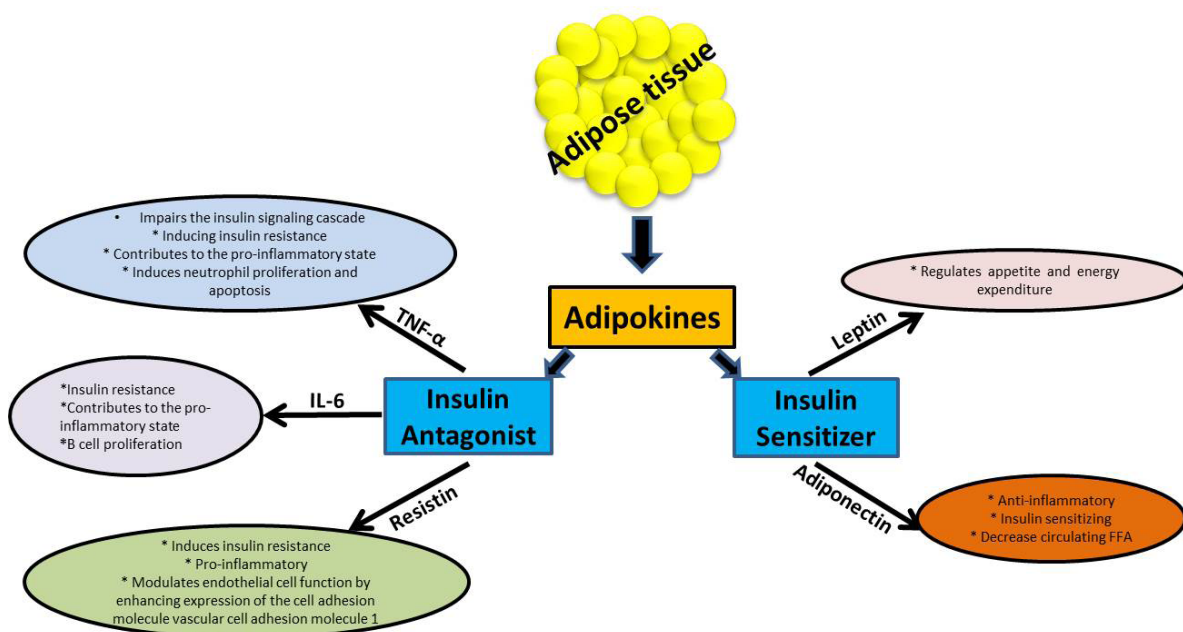 Adipose tissue
• Impairs the insulin signaling cascade
* Inducing insulin resistance
* Contributes to the pro-inflammatory state
* Induces neutrophil proliferation and
apoptosis
* Regulates appetite and energy
expenditure
Adipokines
TNF-α
Leptin
*Insulin resistance
*Contributes to the pro-
inflammatory state
*B cell proliferation
IL-6
Insulin
Antagonist
Insulin
Sensitizer
Resistin
Adiponectin
* Anti-inflammatory
* Insulin sensitizing
* Decrease circulating FFA
* Induces insulin resistance
* Pro-inflammatory
* Modulates endothelial cell function by
enhancing expression of the cell adhesion
molecule vascular cell adhesion molecule 1